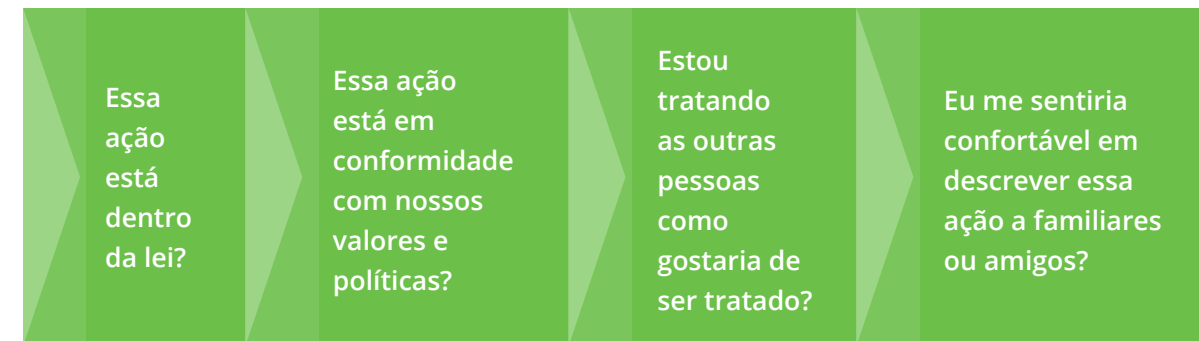 Essa
ação
está
dentro
da lei?
Essa ação
está em
conformidade
com nossos
valores e
políticas?
Estou
tratando
as outras
pessoas
como
gostaria de
ser tratado?
Eu me sentiria
confortável em
descrever essa
ação a familiares
ou amigos?